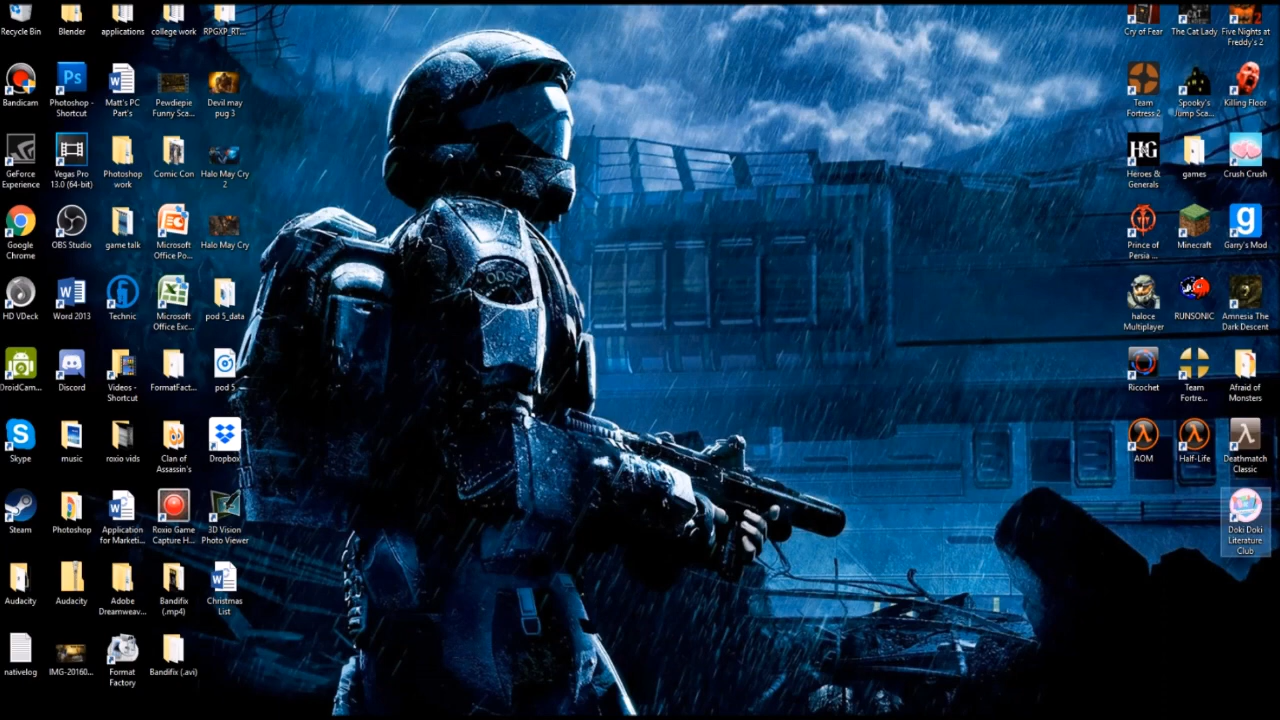 Recycle Bin
Blender
applications
college work
RPGXP_RT...
Bandicam
Photoshop -
Shortcut
Matt's PC
Part's
Pewdiepie
Funny Sca...
Devil may
pug 3
GeForce
Experience
Vegas Pro
13.0 (64-bit)
Photoshop
work
Comic Con
Halo May Cry
2
Google
Chrome
OBS Studio
game talk
Microsoft
Office Po...
Halo May Cry
HD VDeck
Word 2013
Technic
Microsoft
Office Exc...
pod 5_data
DroidCam...
Discord
Videos -
Shortcut
FormatFact...
pod 5
Skype
music
roxio vids
Clan of
Assassin's
Dropbox
Steam
Photoshop
Application
for Marketi...
Roxio Game
Capture H...
3D Vision
Photo Viewer
Audacity
Audacity
Adobe
Dreamweav...
Bandifix
(.mp4)
Christmas
List
nativelog
IMG-20160...
Format
Factory
Bandifix (.avi)
ODST
Cry of Fear
The Cat Lady
Five Nights at
Freddy's 2
Team
Fortress 2
Spooky's
Jump Sca...
Killing Floor
H&G
Heroes &
Generals
games
Crush Crush
Prince of
Persia ...
Minecraft
Garry's Mod
haloce
Multiplayer
RUNSONIC
Amnesia The
Dark Descent
Ricochet
Team
Fortre...
Afraid of
Monsters
AOM
Half-Life
Deathmatch
Classic
Doki Doki
Literature
Club